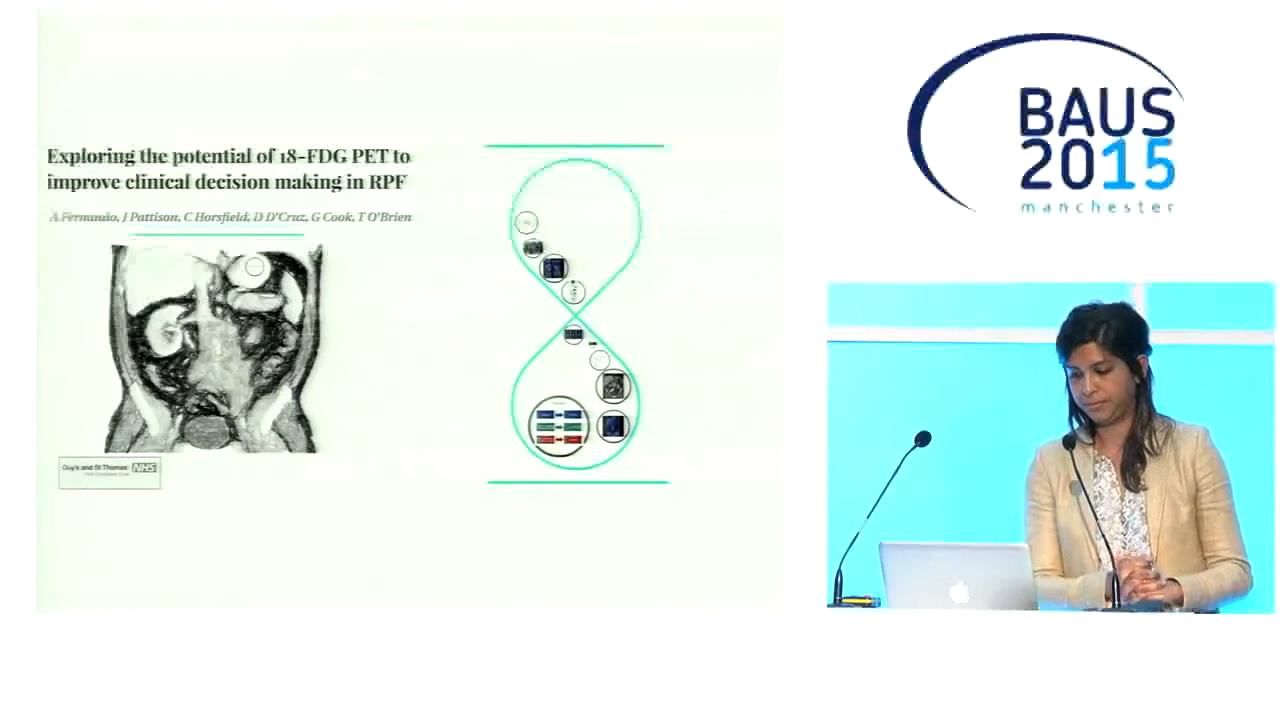 Exploring the potential of 18-FDG PET to
improve clinical decision making in RPF
A Fernando, J Pattison, C Horsfield, D D'Cruz, G Cook, T O'Brien
Guy's and St Thomas' NHS
BAUS
2015
manchester